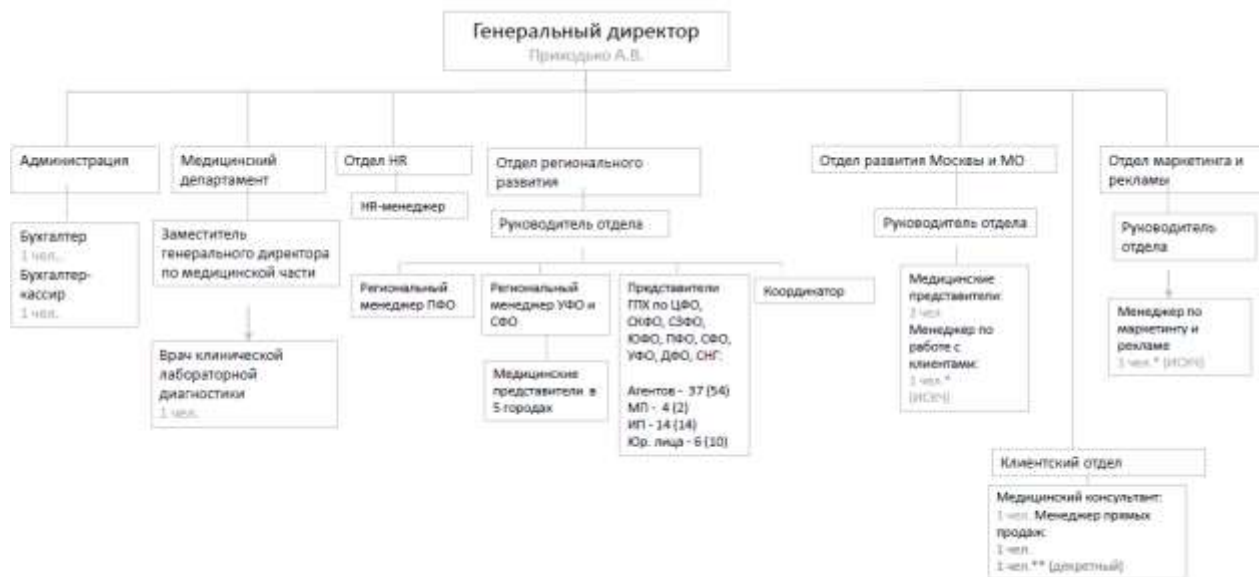 Генеральный директор
Приходько А.В.
Администрация
Бухгалтер
1 чел.
Бухгалтер-
кассир
1 чел.
Медицинский
департамент
Заместитель
генерального директора
по медицинской части
Врач клинической
лабораторной
диагностики
1 чел.
Отдел HR
HR-менеджер
Отдел регионального
развития
Руководитель отдела
Региональный
менеджер ПФО
Региональный
менеджер УФО и
СФО
Медицинские
представители в
5 городах
Представители
ГПХ по ЦФО,
СКФО, СЗФО,
ЮФО, ПФО, СФО,
УФО, ДФО, СНГ:
Агентов - 37 (54)
МП - 4 (2)
ИП - 14 (14)
Юр. лица - 6 (10)
Координатор
Отдел развития Москвы и МО
Руководитель отдела
Медицинские
представители:
чел.
Менеджер по
работе с
клиентами:
1 чел.*
(ИСКЧ)
Отдел маркетинга и
рекламы
Руководитель
отдела
Менеджер по
маркетингу и
рекламе
1 чел.* (ИСКЧ)
Клиентский отдел
Медицинский консультант:
1 чел. Менеджер прямых
продаж:
1 чел.
1 чел.** (декретный)